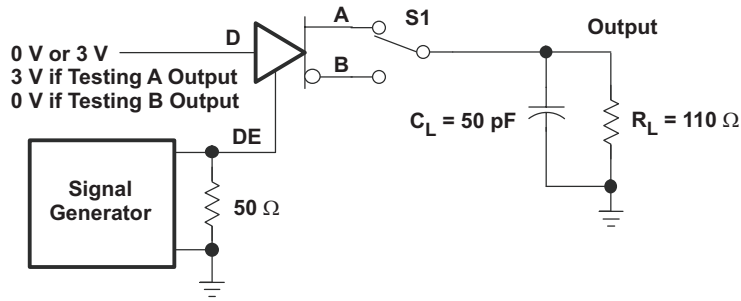 A
S1
Output
D
0 V or 3 V
3 V if Testing A Output
0 V if Testing B Output
B
DE
C_L = 50 pF
R_L = 110 Ω
Signal
Generator
50 Ω